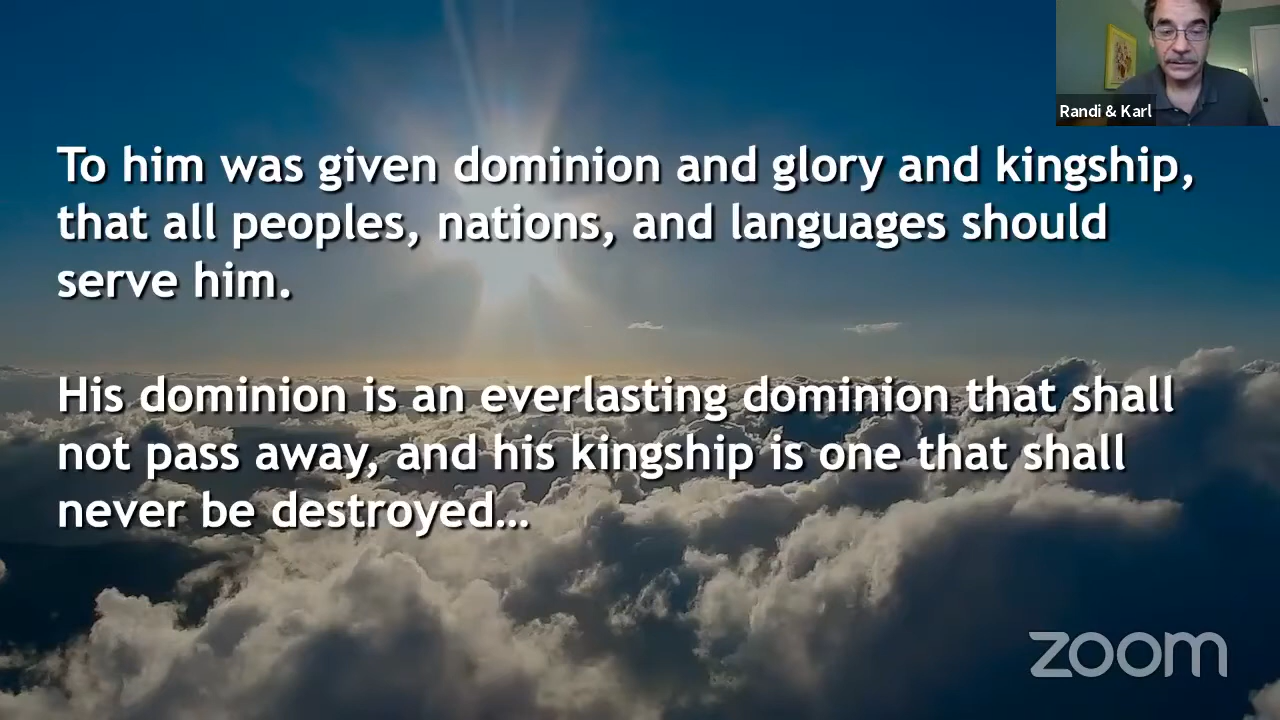 Randi & Karl
To him was given dominion and glory and kingship,
that all peoples, nations, and languages should
serve him.
His dominion is an everlasting dominion that shall
not pass away, and his kingship is one that shall
never be destroyed…
zoom